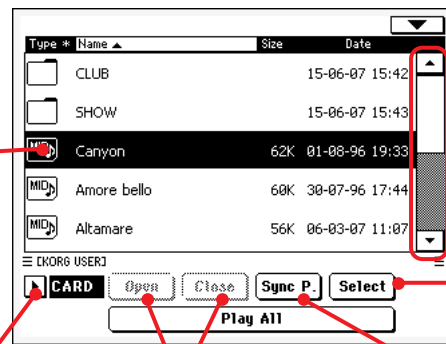 Type * Name ▲ Size Date
CLUB 15-06-07 15:42
SHOW 15-06-07 15:43
MID Canyon 62K 01-08-96 19:33
MID Amore bello 60K 30-07-96 17:44
MID Altamare 56K 06-03-07 11:07
[KORG USER]
CARD Open Close Sync P. Select
Play All